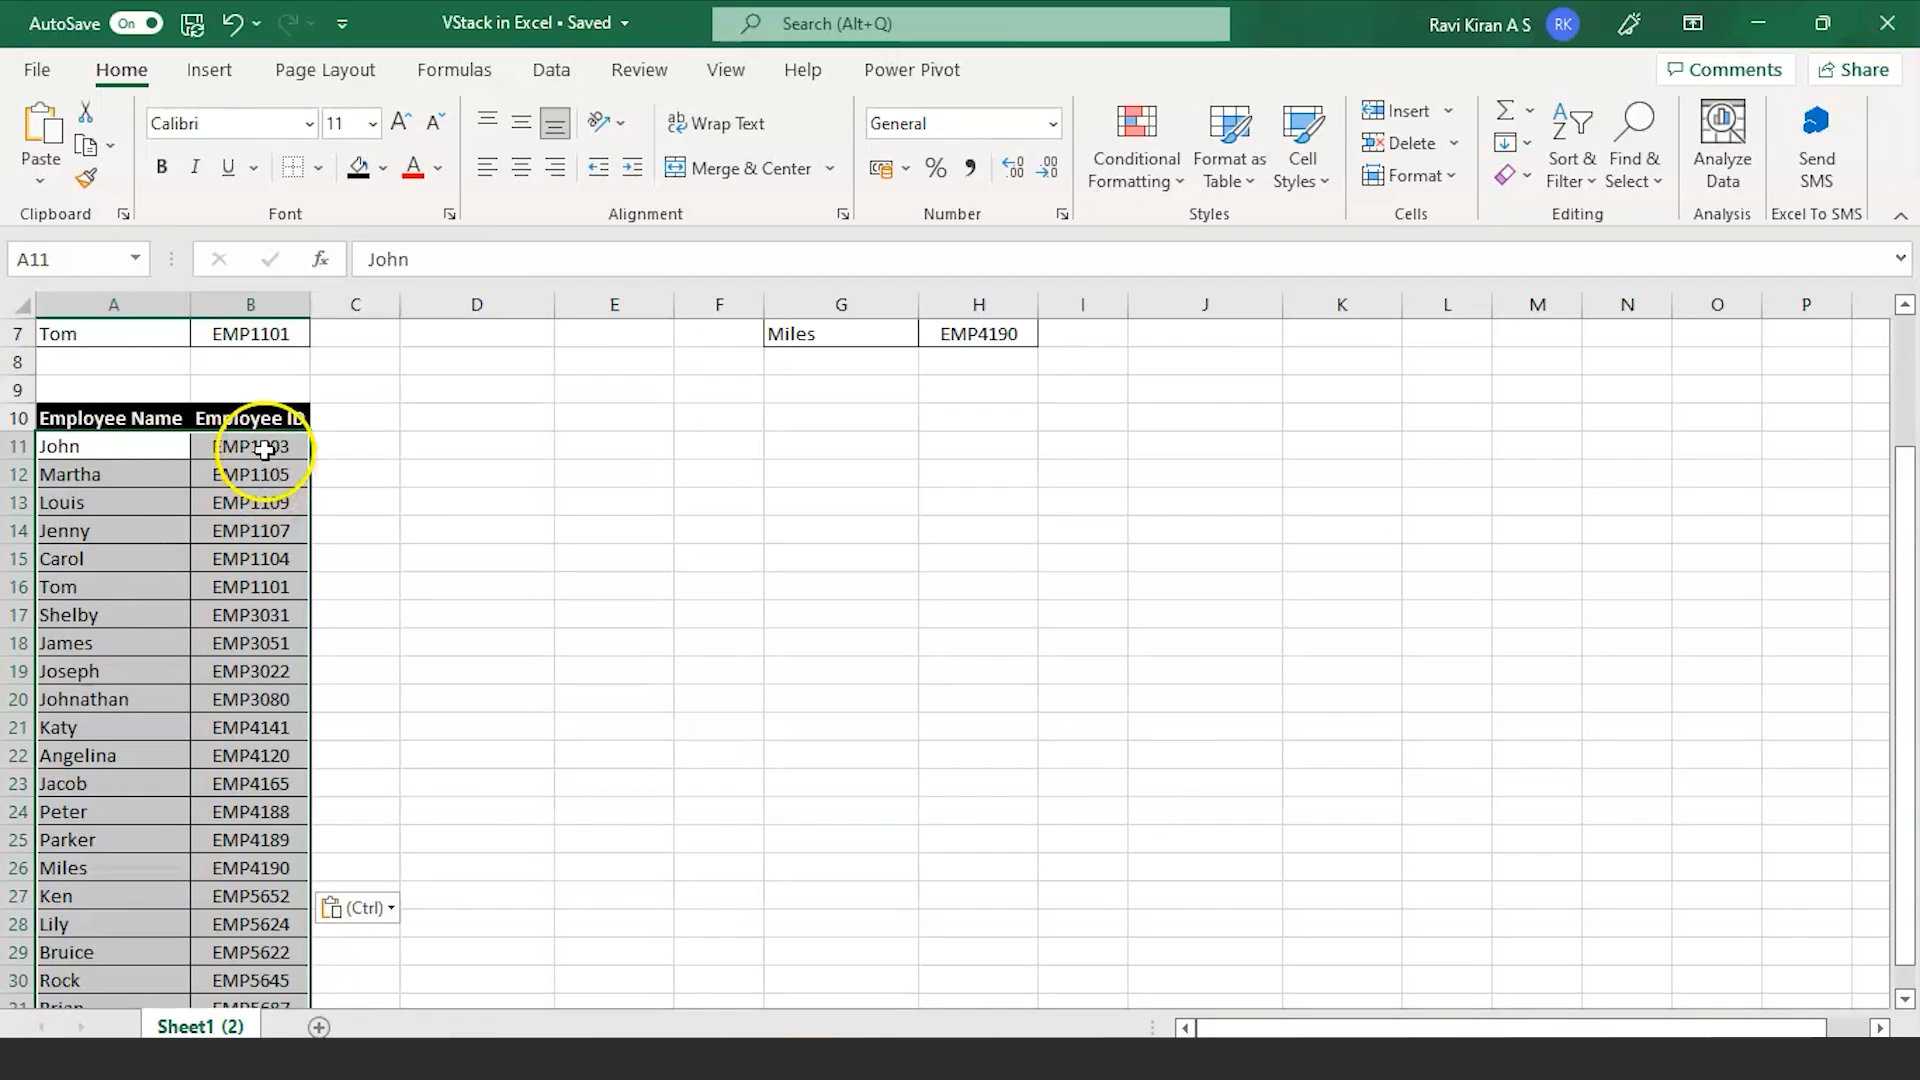 AutoSave On VStack in Excel • Saved Search (Alt+Q) Ravi Kiran A S RK
File Home Insert Page Layout Formulas Data Review View Help Power Pivot Comments Share
Paste
Clipboard
Calibri 11
B I U A
Font
Wrap Text
Merge & Center
Alignment
General
% 9
Number
Conditional Formatting
Format as Table
Cell Styles
Styles
Insert
Delete
Format
Cells
Sort & Filter
Find & Select
Editing
Analyze Data
Analysis
Send SMS
Excel To SMS
A11 fx John
A B C D E F G H I J K L M N O P
7 Tom EMP1101 Miles EMP4190
8
9
10 Employee Name Employee ID
11 John
12 Martha EMP1105
13 Louis EMP1109
14 Jenny EMP1107
15 Carol EMP1104
16 Tom EMP1101
17 Shelby EMP3031
18 James EMP3051
19 Joseph EMP3022
20 Johnathan EMP3080
21 Katy EMP4141
22 Angelina EMP4120
23 Jacob EMP4165
24 Peter EMP4188
25 Parker EMP4189
26 Miles EMP4190
27 Ken EMP5652
(Ctrl)
28 Lily EMP5624
29 Bruice EMP5622
30 Rock EMP5645
Sheet1 (2)